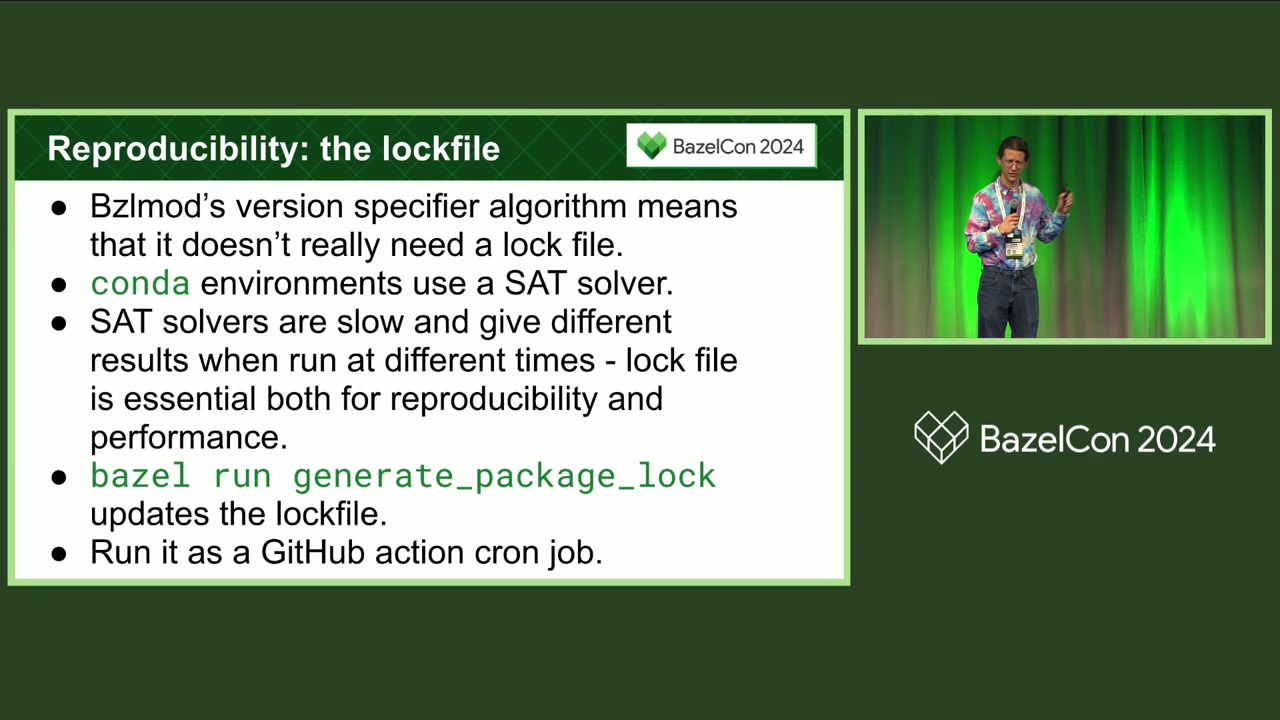 Reproducibility: the lockfile
BazelCon 2024
● Bzlmod’s version specifier algorithm means
that it doesn’t really need a lock file.
● conda environments use a SAT solver.
● SAT solvers are slow and give different
results when run at different times - lock file
is essential both for reproducibility and
performance.
● bazel run generate_package_lock
updates the lockfile.
● Run it as a GitHub action cron job.
BazelCon 2024